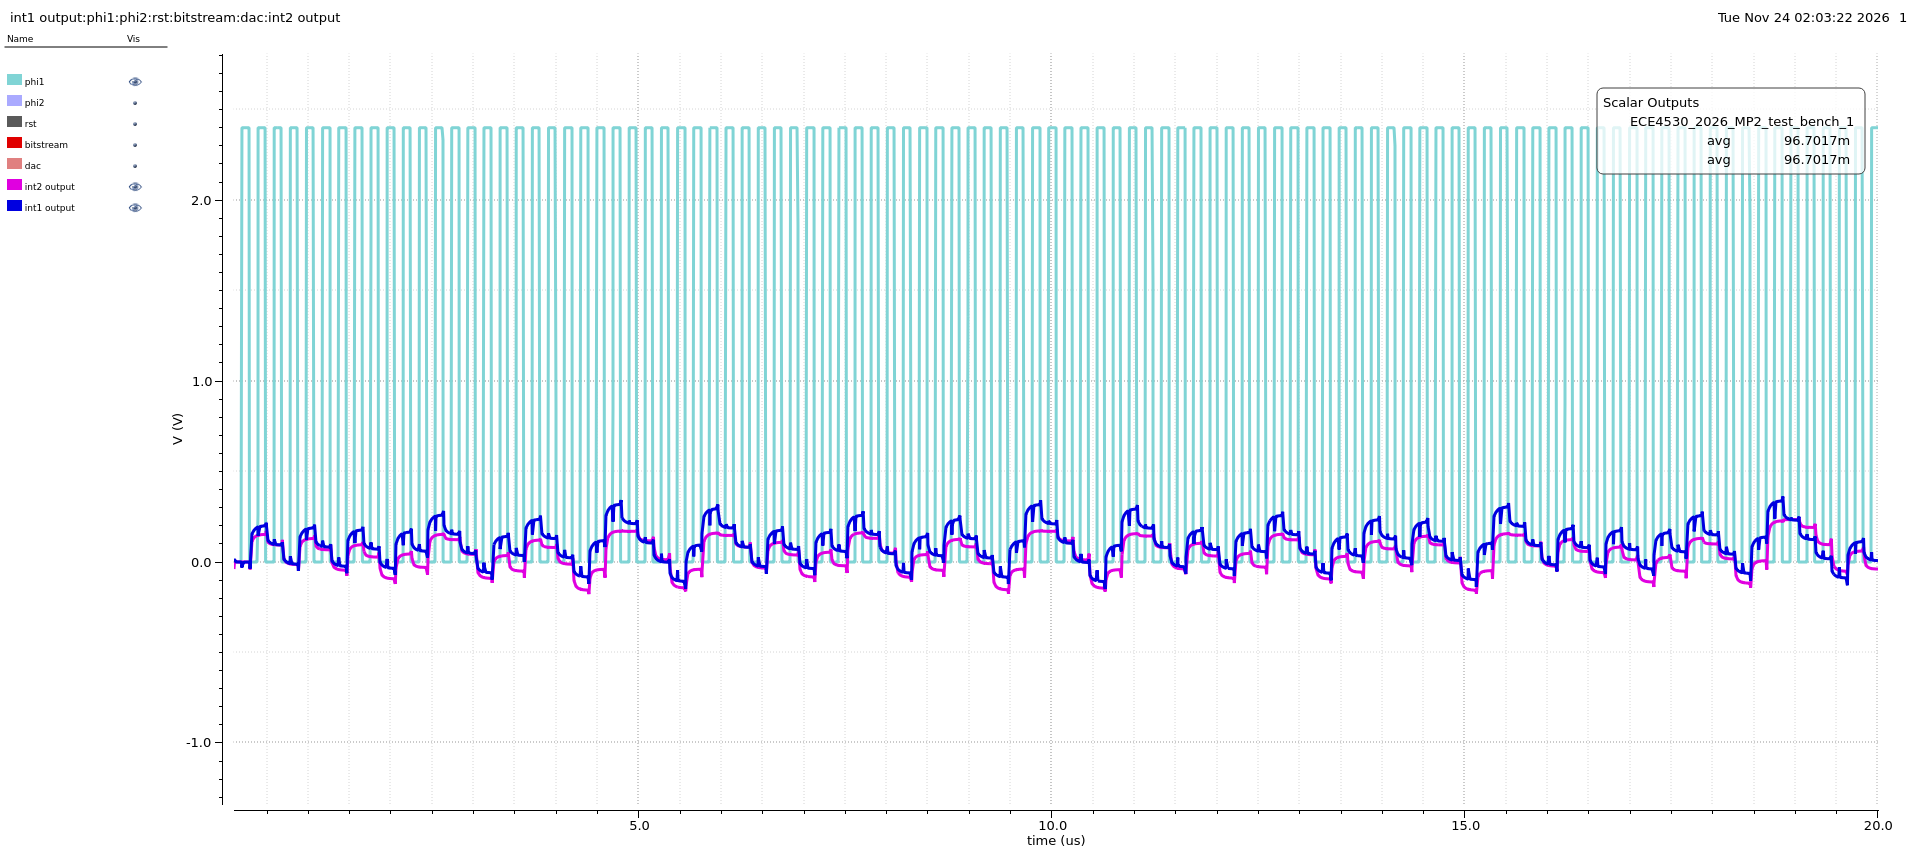 int1 output:phi1:phi2:rst:bitstream:dac:int2 output
Tue Nov 24 02:03:22 2026 1
Name Vis
phi1
phi2
rst
bitstream
dac
int2 output
int1 output
Scalar Outputs
ECE4530_2026_MP2_test_bench_1
avg 96.7017m
avg 96.7017m
2.0
1.0
0.0
-1.0
V (V)
5.0 10.0 15.0 20.0
time (us)